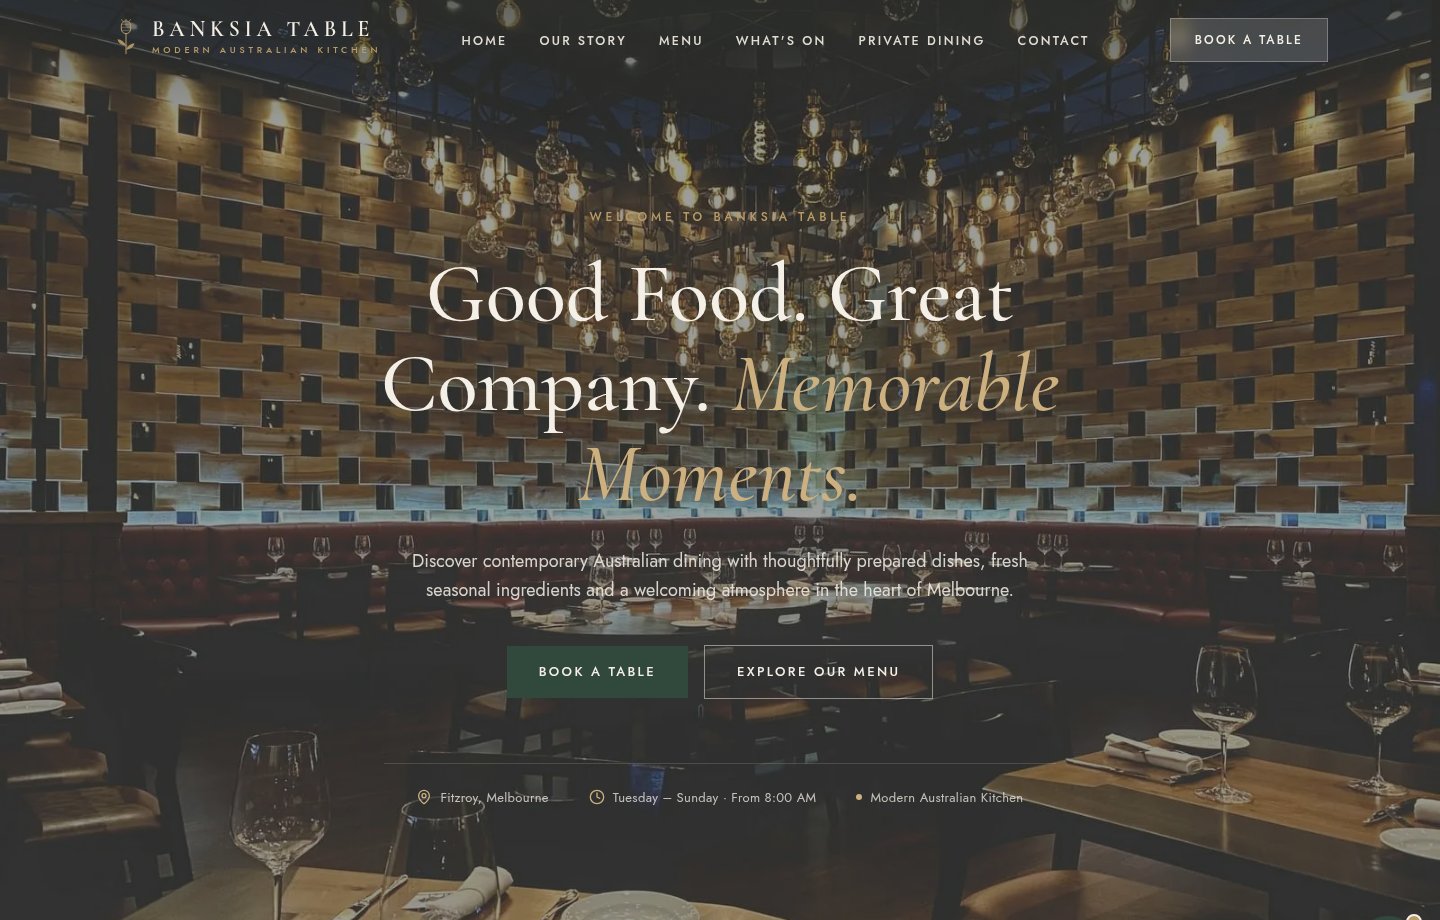 BANKSIA TABLE
MODERN AUSTRALIAN KITCHEN
HOME
OUR STORY
MENU
WHAT'S ON
PRIVATE DINING
CONTACT
BOOK A TABLE
WELCOME TO BANKSIA TABLE
Good Food. Great
Company. Memorable
Moments.
Discover contemporary Australian dining with thoughtfully prepared dishes, fresh
seasonal ingredients and a welcoming atmosphere in the heart of Melbourne.
BOOK A TABLE
EXPLORE OUR MENU
Fitzroy, Melbourne
Tuesday – Sunday · From 8:00 AM
Modern Australian Kitchen